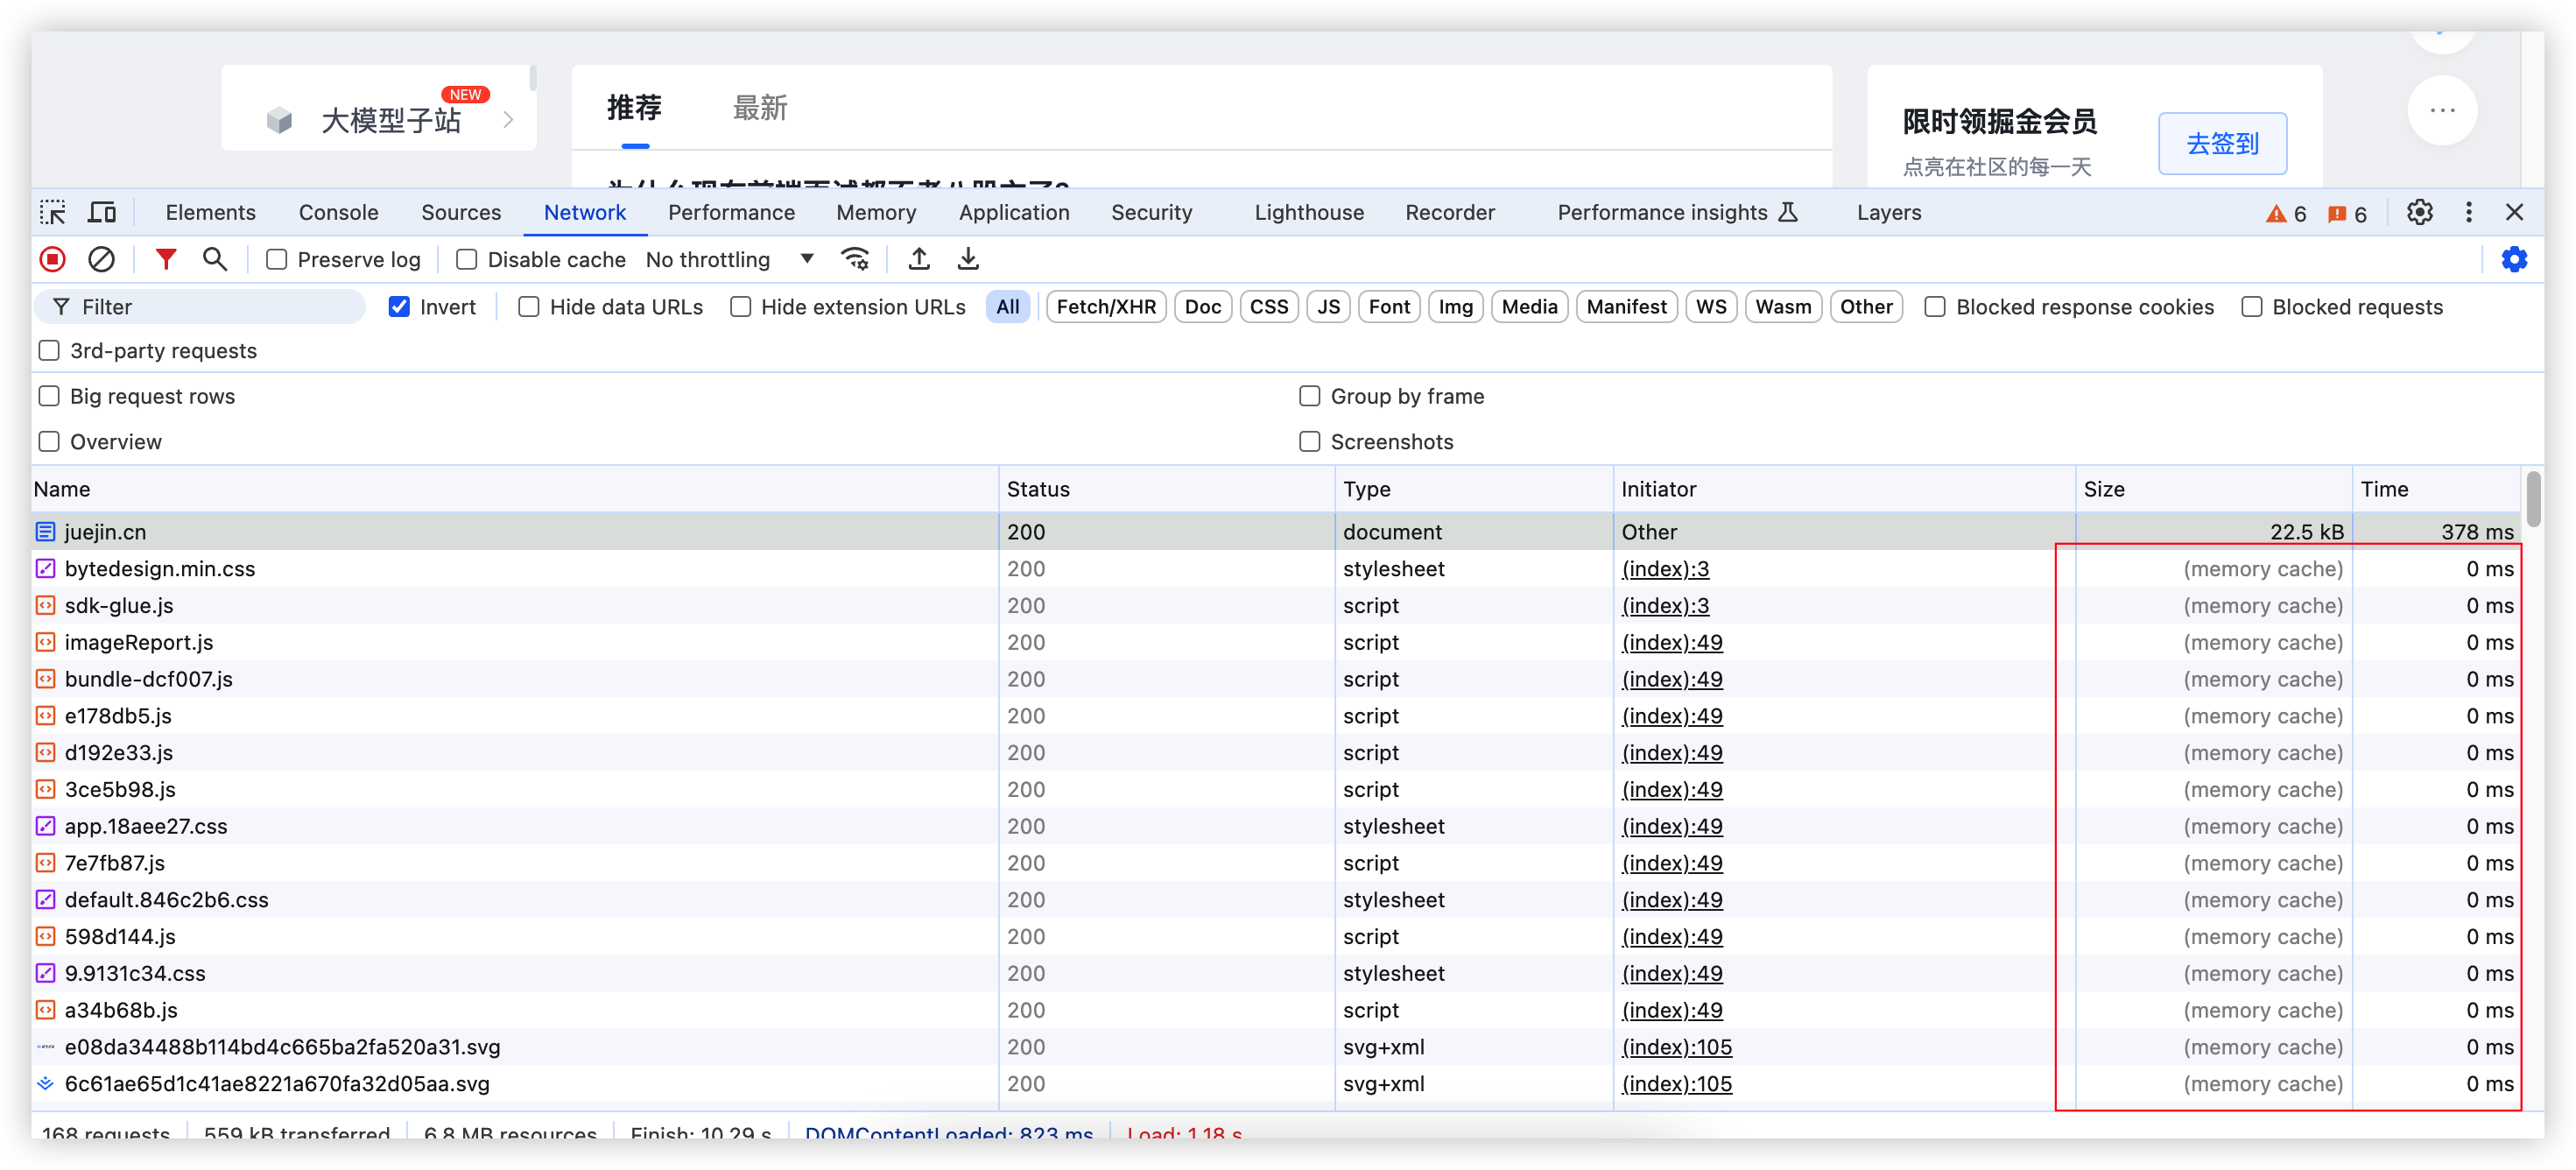 NEW
大模型子站
推荐 最新
限时领掘金会员
去签到
点亮在社区的每一天
Elements Console Sources Network Performance Memory Application Security Lighthouse Recorder Performance insights Layers 6 6
Preserve log Disable cache No throttling
Filter Invert Hide data URLs Hide extension URLs All Fetch/XHR Doc CSS JS Font Img Media Manifest WS Wasm Other Blocked response cookies Blocked requests
3rd-party requests
Big request rows Group by frame
Overview Screenshots
Name Status Type Initiator Size Time
juejin.cn 200 document Other 22.5 kB 378 ms
bytedesign.min.css 200 stylesheet (index):3 (memory cache) 0 ms
sdk-glue.js 200 script (index):3 (memory cache) 0 ms
imageReport.js 200 script (index):49 (memory cache) 0 ms
bundle-dcf007.js 200 script (index):49 (memory cache) 0 ms
e178db5.js 200 script (index):49 (memory cache) 0 ms
d192e33.js 200 script (index):49 (memory cache) 0 ms
3ce5b98.js 200 script (index):49 (memory cache) 0 ms
app.18aee27.css 200 stylesheet (index):49 (memory cache) 0 ms
7e7fb87.js 200 script (index):49 (memory cache) 0 ms
default.846c2b6.css 200 stylesheet (index):49 (memory cache) 0 ms
598d144.js 200 script (index):49 (memory cache) 0 ms
9.9131c34.css 200 stylesheet (index):49 (memory cache) 0 ms
a34b68b.js 200 script (index):49 (memory cache) 0 ms
e08da34488b114bd4c665ba2fa520a31.svg 200 svg+xml (index):105 (memory cache) 0 ms
6c61ae65d1c41ae8221a670fa32d05aa.svg 200 svg+xml (index):105 (memory cache) 0 ms
168 requests 559 kB transferred 6.8 MB resources Finish: 10.29 s DOMContentLoaded: 823 ms Load: 1.18 s